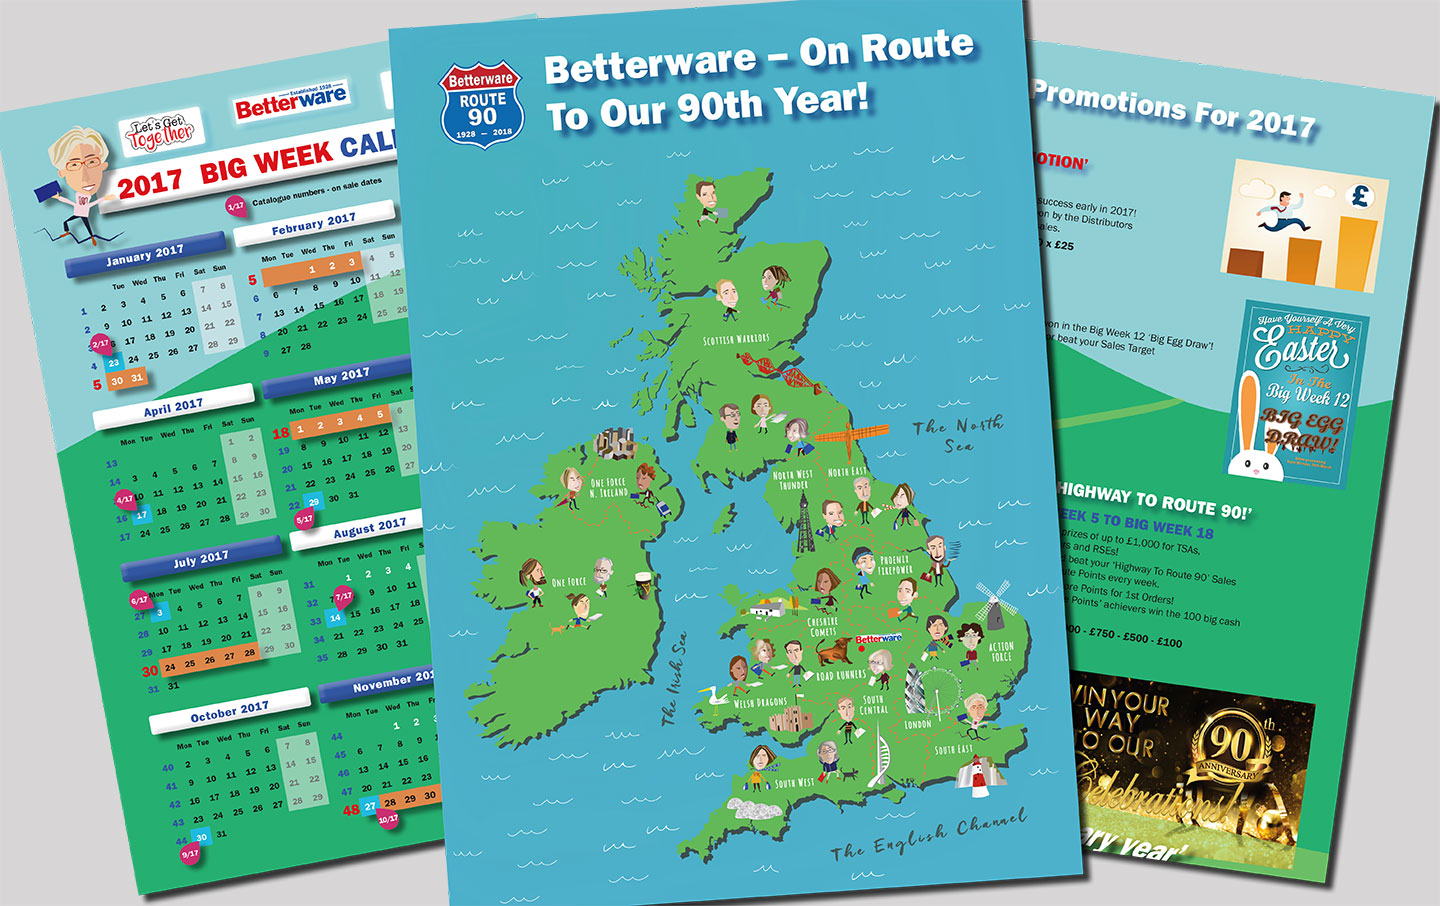 Let's Get
Together
Established 1928
Betterware
2017 BIG WEEK CALE
1/17 Catalogue numbers - on sale dates
January 2017
Tue Wed Thu Fri Sat Sun
1 2 3 4 5 6 7 8
2 9 10 11 12 13 14 15
2/17
16 17 18 19 20 21 22
4 23 24 25 26 27 28 29
5 30 31
February 2017
Mon Tue Wed Thu Fri Sat Sun
5 1 2 3 4 5
6 6 7 8 9 10 11 12
7 13 14 15 16 17 18 19
8 20 21 22 23 24 25 26
9 27 28
April 2017
Mon Tue Wed Thu Fri Sat Sun
13 1 2
14 3 4 5 6 7 8 9
4/17
10 11 12 13 14 15 16
16 17 18 19 20 21 22 23
17 24 25 26 27 28 29 30
May 2017
Mon Tue Wed Thu Fri Sat
18 1 2 3 4 5 6
19 8 9 10 11 12
20 15 16 17 18 19
21 22 23 24 25 26
22 29 30 31
5/17
July 2017
Mon Tue Wed Thu Fri Sat Sun
1 2
6/17
27 3 4 5 6 7 8 9
28 10 11 12 13 14 15 16
29 17 18 19 20 21 22 23
30 24 25 26 27 28 29 30
31 31
August 2017
Mon Tue Wed Thu Fri
31 1 2 3 4
7/17
32 7 8 9 10 11
33 14 15 16 17 18
34 21 22 23 24 25
35 28 29 30 31
October 2017
Mon Tue Wed Thu Fri Sat Sun
1
40 2 3 4 5 6 7 8
41 9 10 11 12 13 14 15
42 16 17 18 19 20 21 22
43 23 24 25 26 27 28 29
44 30 31
9/17
November 201
Mon Tue Wed Thu
44 1 2
45 6 7 8 9
46 13 14 15 16
47 20 21 22 23
48 27 28 29 30
10/17
Betterware
ROUTE
90
1928 — 2018
Betterware – On Route
To Our 90th Year!
SCOTTISH WARRIORS
The North
Sea
NORTH WEST
THUNDER
NORTH EAST
ONE FORCE
N. IRELAND
ONE FORCE
PHOENIX
FIREPOWER
CHESHIRE
COMETS
Betterware
ACTION
FORCE
ROAD RUNNERS
WELSH DRAGONS
SOUTH
CENTRAL
LONDON
SOUTH EAST
SOUTH WEST
The Irish Sea
The English Channel
Promotions For 2017
OTION'
success early in 2017!
on by the Distributors
ales.
0 x £25
£
on in the Big Week 12 'Big Egg Draw'!
or beat your Sales Target
Have Yourself A Very
HAPPY
Easter
In The
Big Week 12
BIG EGG
DRAW!
HIGHWAY TO ROUTE 90!'
EEK 5 TO BIG WEEK 18
prizes of up to £1,000 for TSAs,
rs and RSEs!
beat your 'Highway To Route 90' Sales
ute Points every week.
ore Points for 1st Orders!
e Points' achievers win the 100 big cash
00 - £750 - £500 - £100
WIN YOUR
WAY
TO OUR
90th
ANNIVERSARY
Celebrations!
ary year'